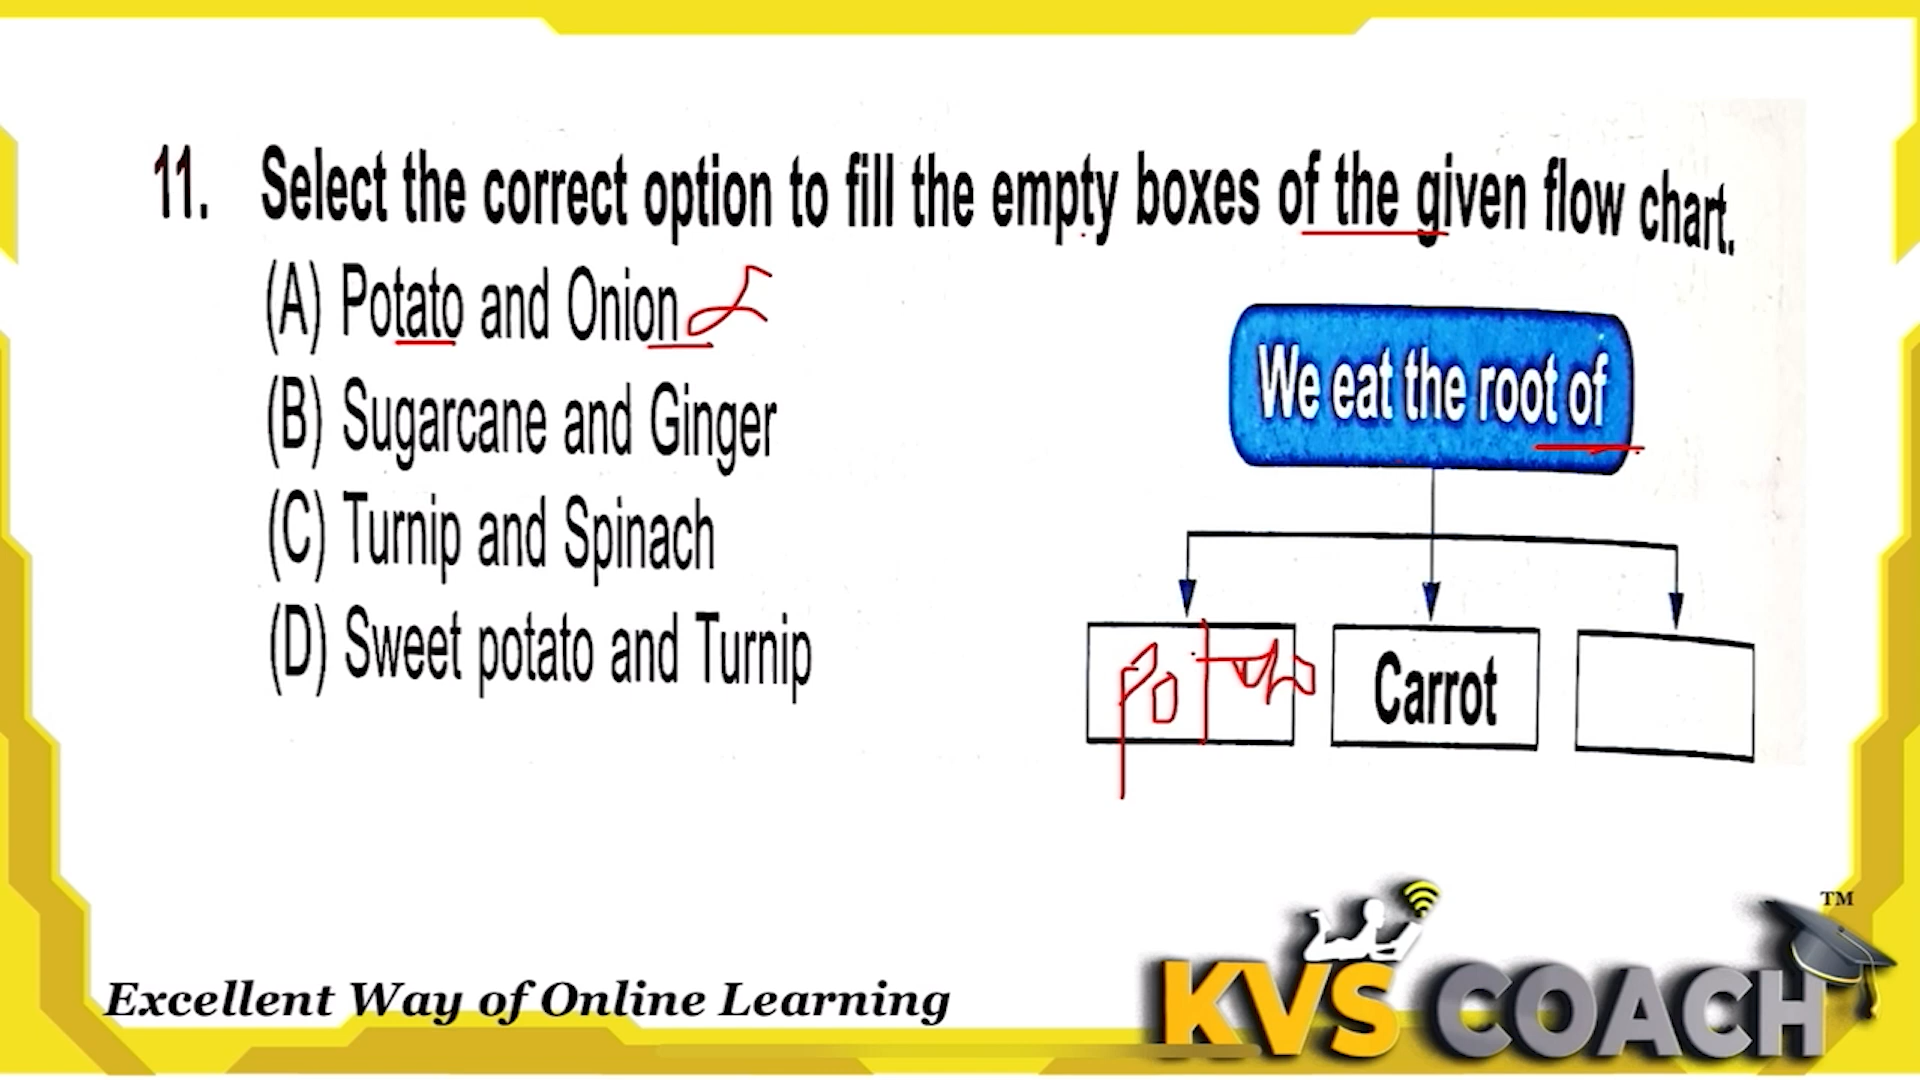 11. Select the correct option to fill the empty boxes of the given flow chart.
(A) Potato and Onion
(B) Sugarcane and Ginger
(C) Turnip and Spinach
(D) Sweet potato and Turnip
We eat the root of
Potato
Carrot
Excellent Way of Online Learning
KVS COACH TM